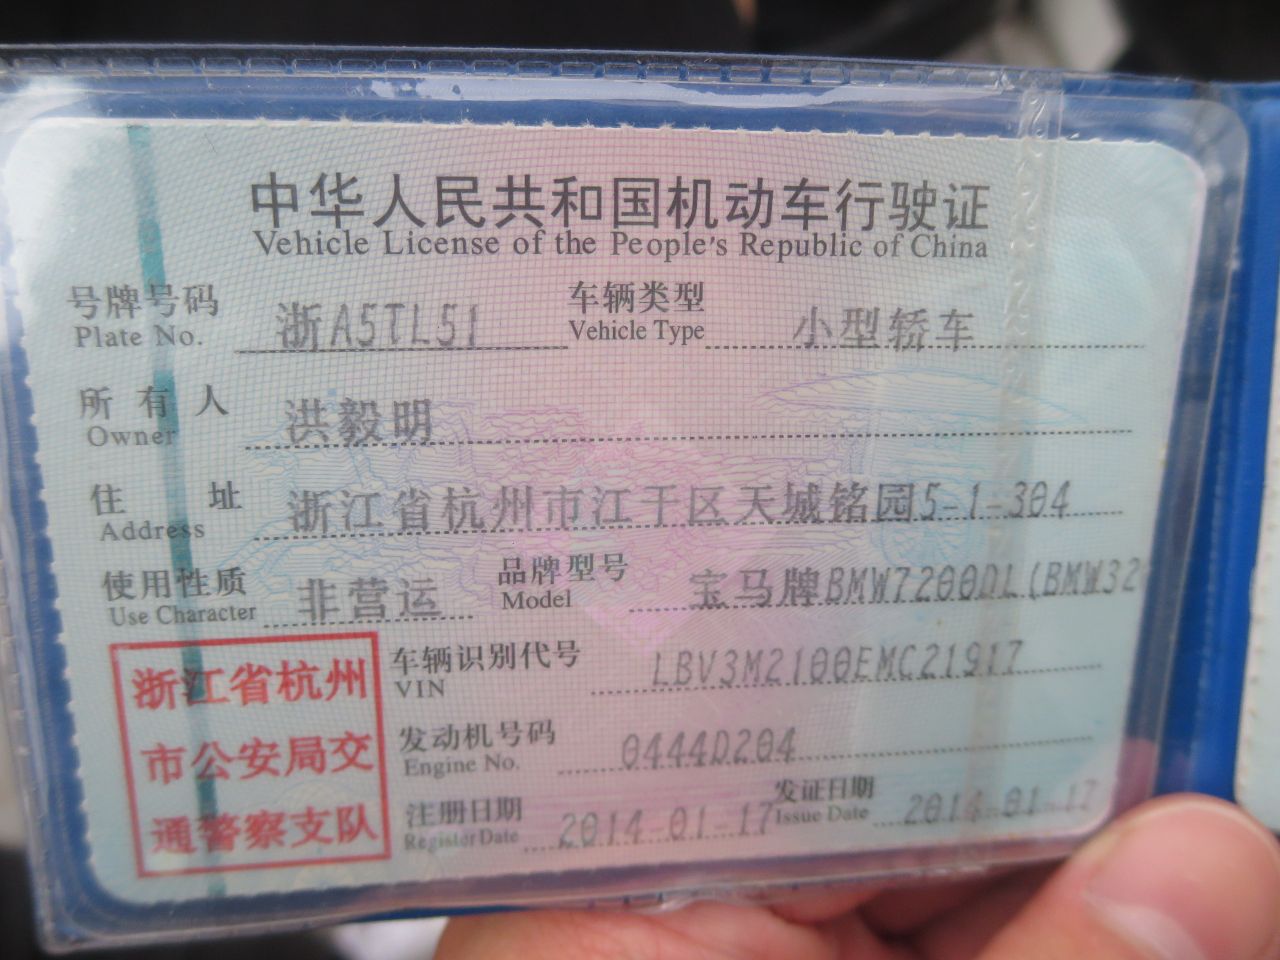 中华人民共和国机动车行驶证
Vehicle License of the People's Republic of China
号牌号码 浙A5TL51 车辆类型 小型轿车
Plate No. Vehicle Type
所有人 洪毅明
Owner
住址 浙江省杭州市江干区天城铭园5-1-304
Address
使用性质 非营运 品牌型号 宝马牌BMW7200DL(BMW32
Use Character Model
车辆识别代号 LBV3M2100EMC21917
VIN
发动机号码 0444D204
Engine No.
注册日期 2014-01-17 发证日期 2014-01-17
Register Date Issue Date
浙江省杭州
市公安局交
通警察支队